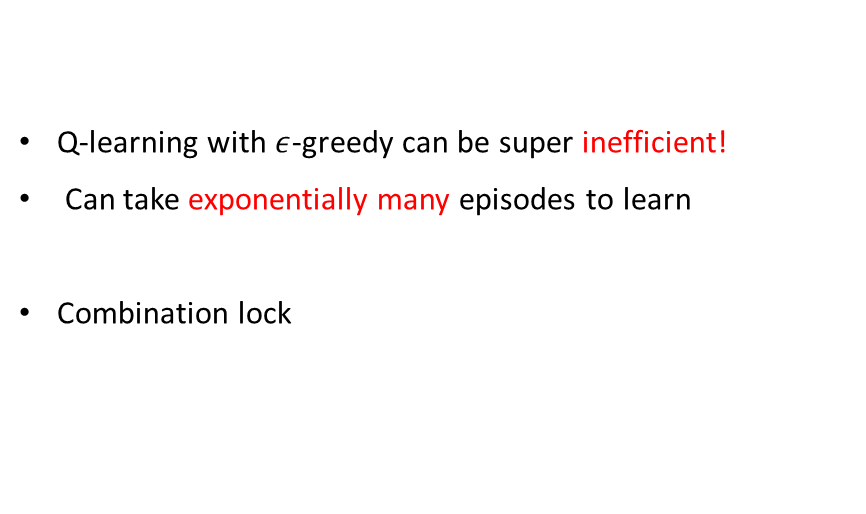 • Q-learning with ϵ-greedy can be super inefficient!
• Can take exponentially many episodes to learn
• Combination lock